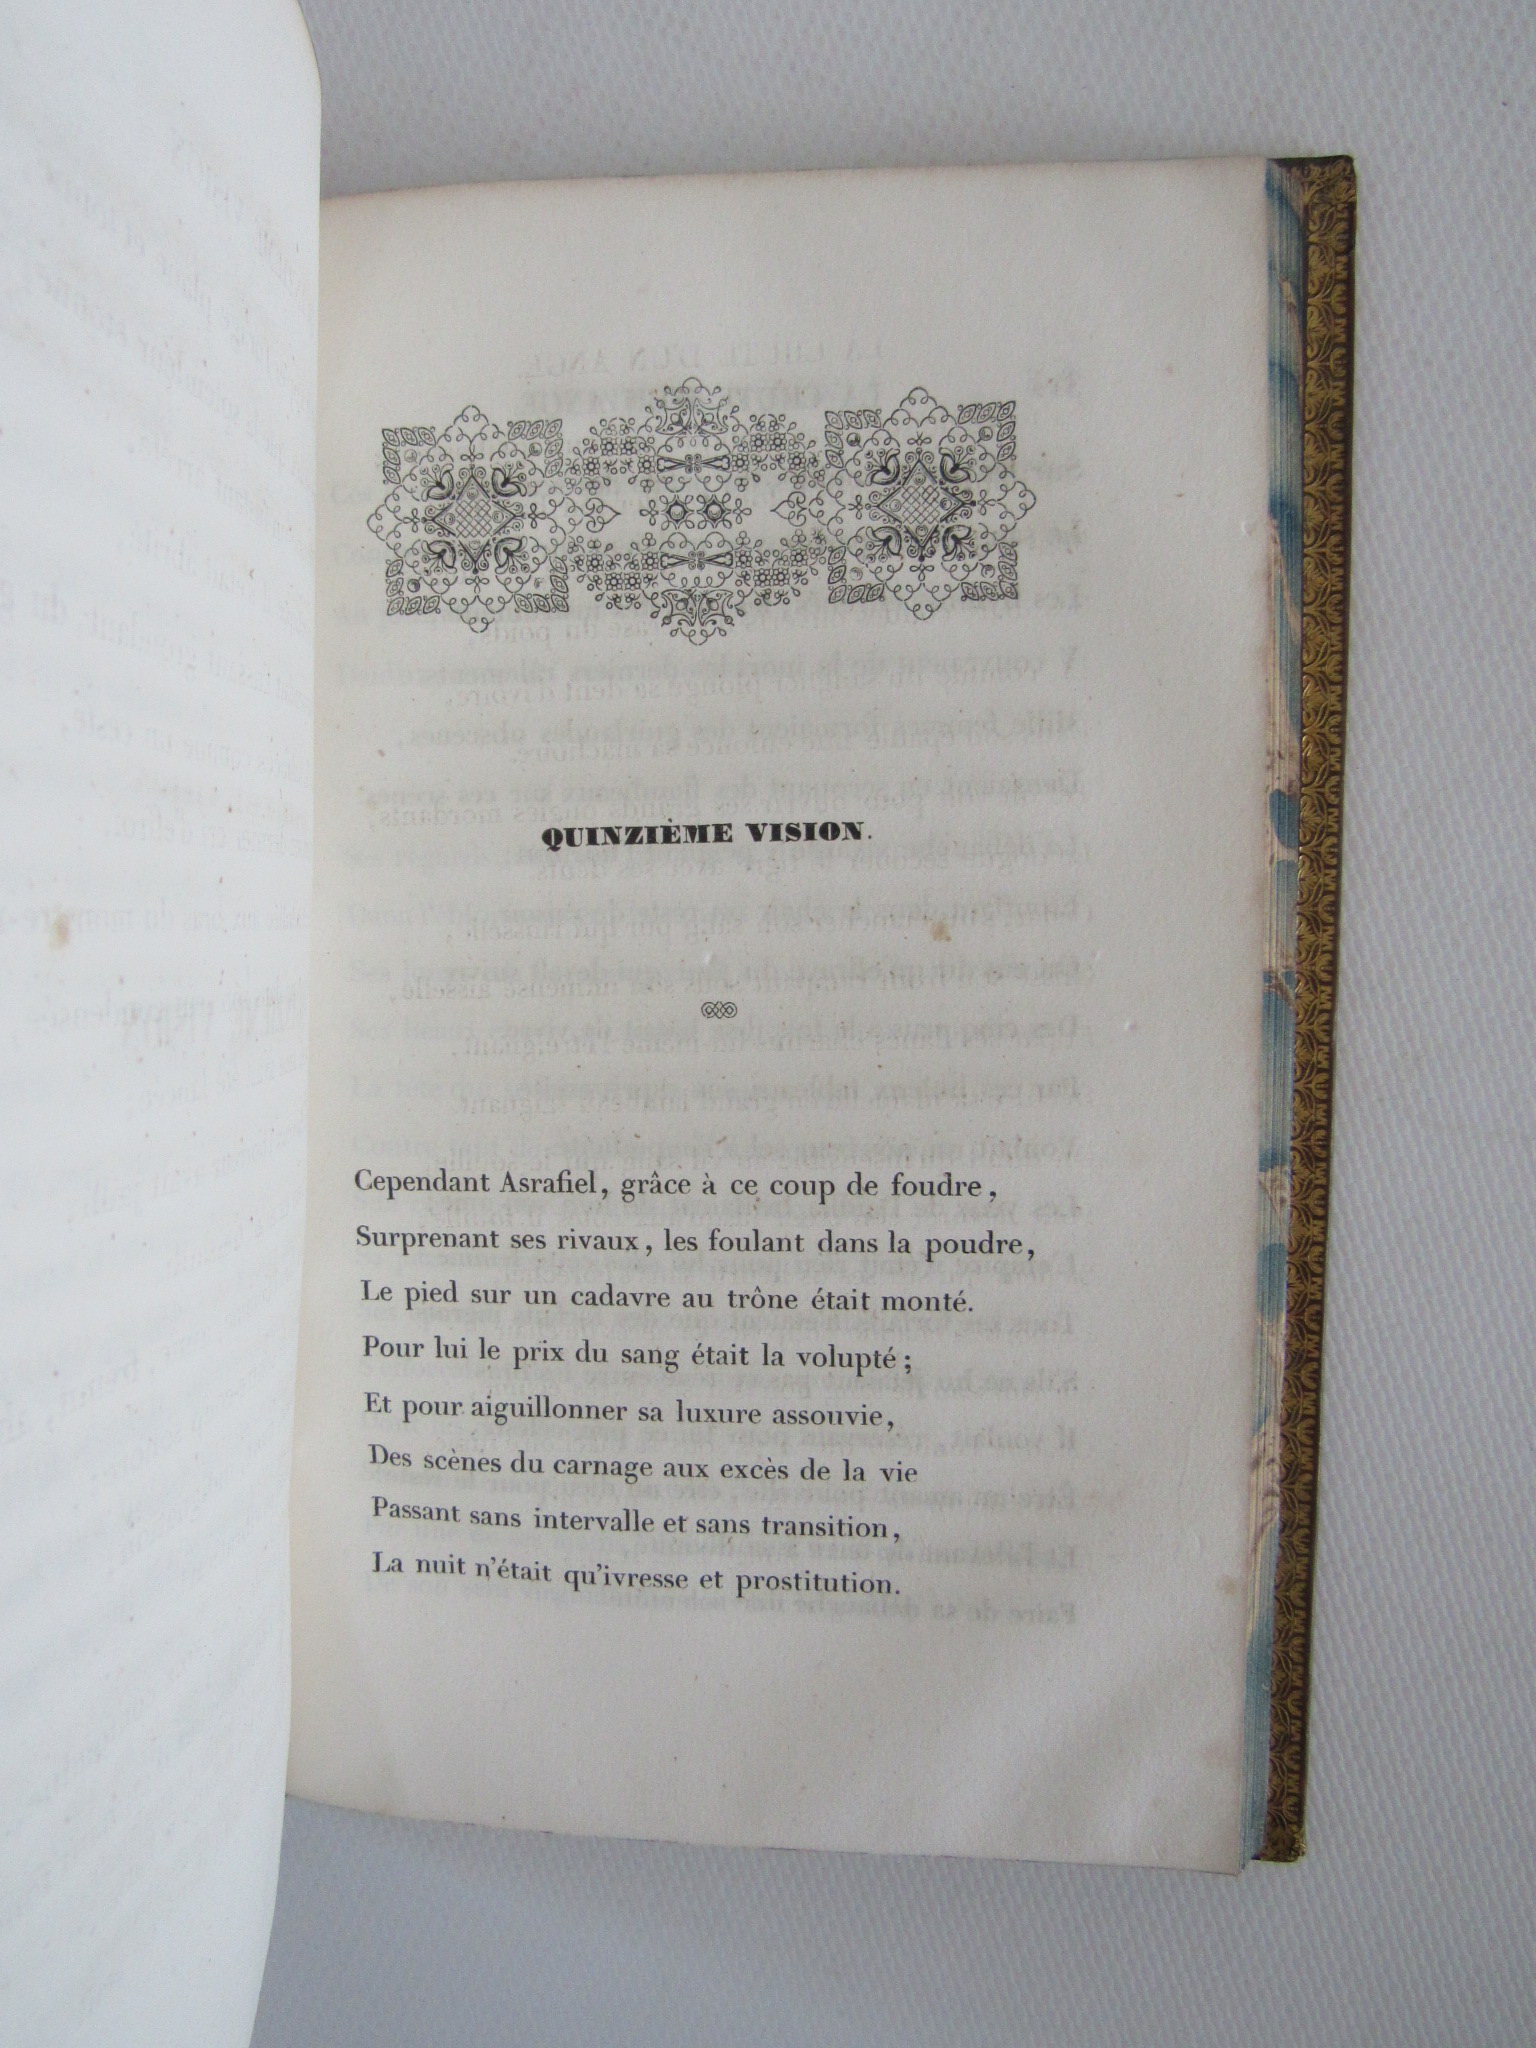 QUINZIÈME VISION.
Cependant Asrafiel, grâce à ce coup de foudre,
Surprenant ses rivaux, les foulant dans la poudre,
Le pied sur un cadavre au trône était monté.
Pour lui le prix du sang était la volupté ;
Et pour aiguillonner sa luxure assouvie,
Des scènes du carnage aux excès de la vie
Passant sans intervalle et sans transition,
La nuit n'était qu'ivresse et prostitution.